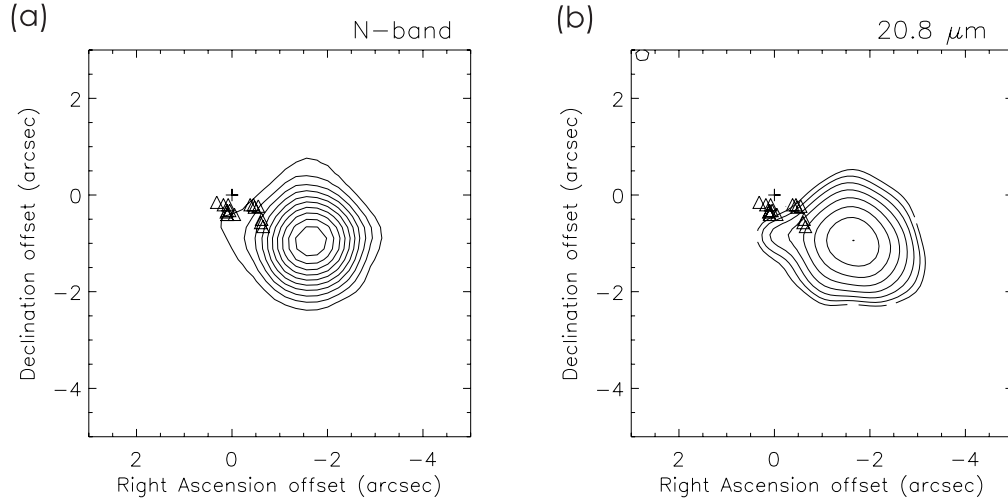 (a)
N-band
Declination offset (arcsec)
2
0
−2
−4
2
0
−2
−4
Right Ascension offset (arcsec)
(b)
20.8 μm
Declination offset (arcsec)
2
0
−2
−4
2
0
−2
−4
Right Ascension offset (arcsec)